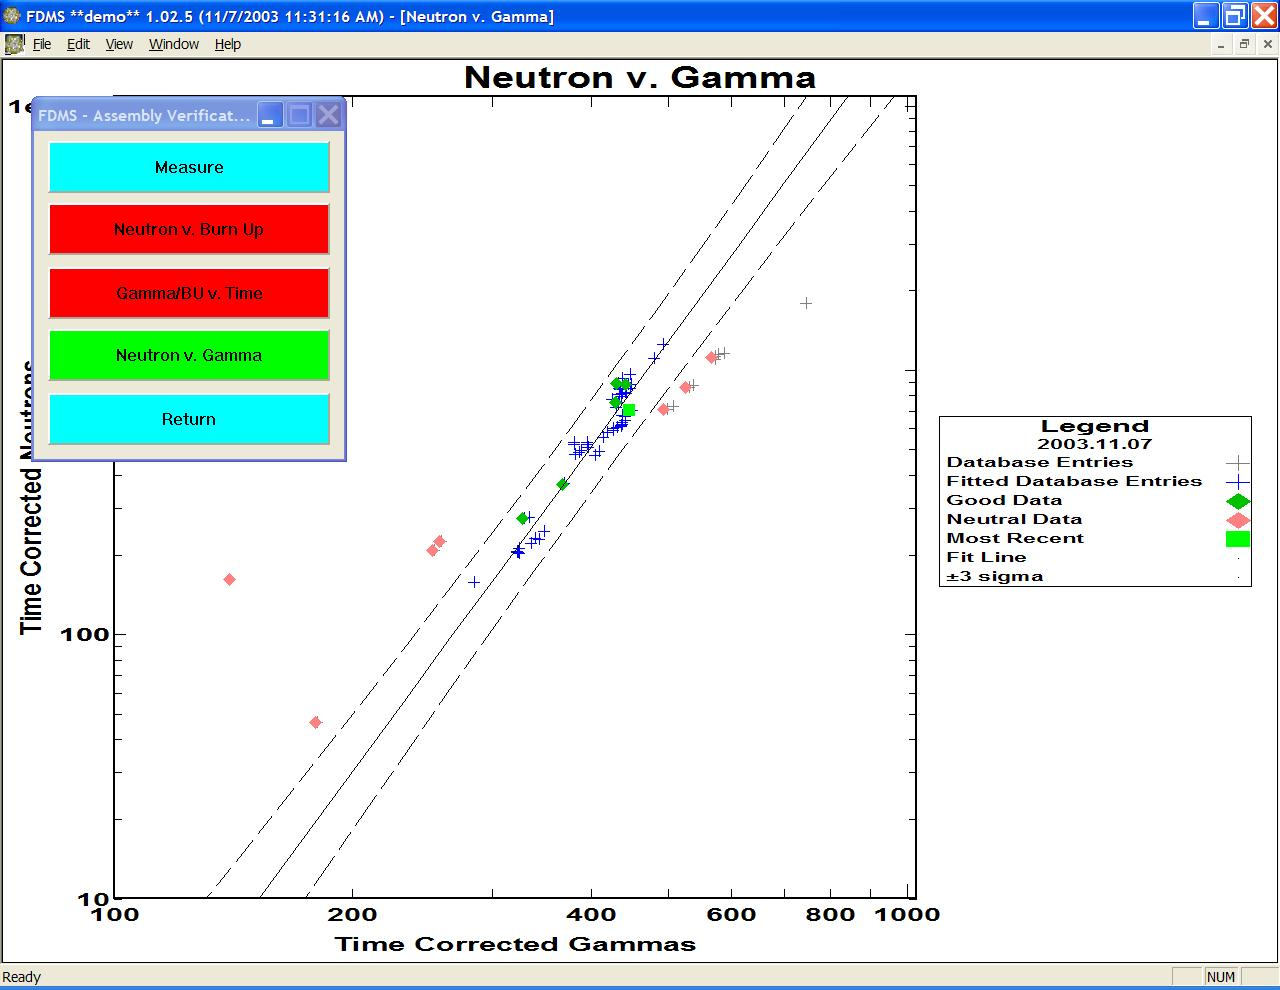 FDMS **demo** 1.02.5 (11/7/2003 11:31:16 AM) - [Neutron v. Gamma]
File Edit View Window Help
Neutron v. Gamma
FDMS - Assembly Verificat...
Measure
Neutron v. Burn Up
Gamma/BU v. Time
Neutron v. Gamma
Return
Time Corrected Neutrons
100
10
100 200 400 600 800 1000
Time Corrected Gammas
Legend
2003.11.07
Database Entries
Fitted Database Entries
Good Data
Neutral Data
Most Recent
Fit Line
±3 sigma
Ready NUM